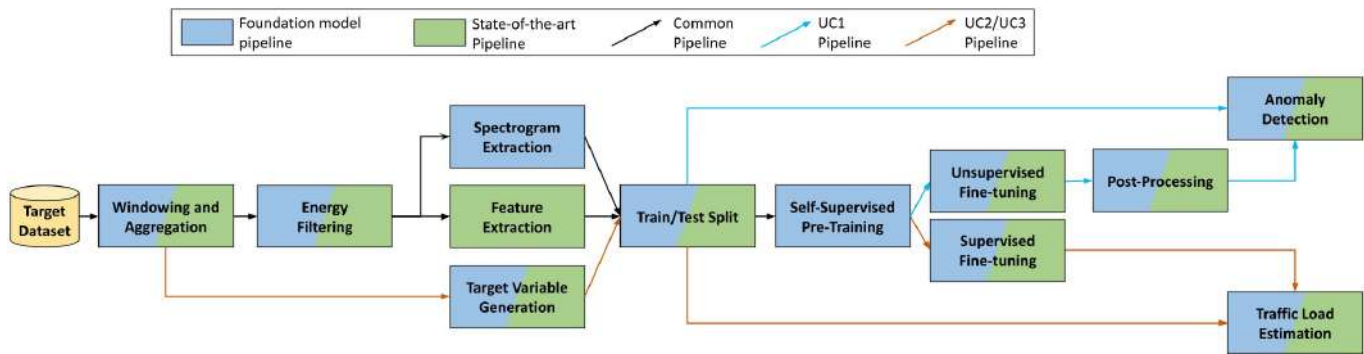 Foundation model
pipeline
State-of-the-art
Pipeline
Common
Pipeline
UC1
Pipeline
UC2/UC3
Pipeline
Target
Dataset
Windowing and
Aggregation
Energy
Filtering
Spectrogram
Extraction
Feature
Extraction
Target Variable
Generation
Train/Test Split
Self-Supervised
Pre-Training
Unsupervised
Fine-tuning
Supervised
Fine-tuning
Post-Processing
Anomaly
Detection
Traffic Load
Estimation